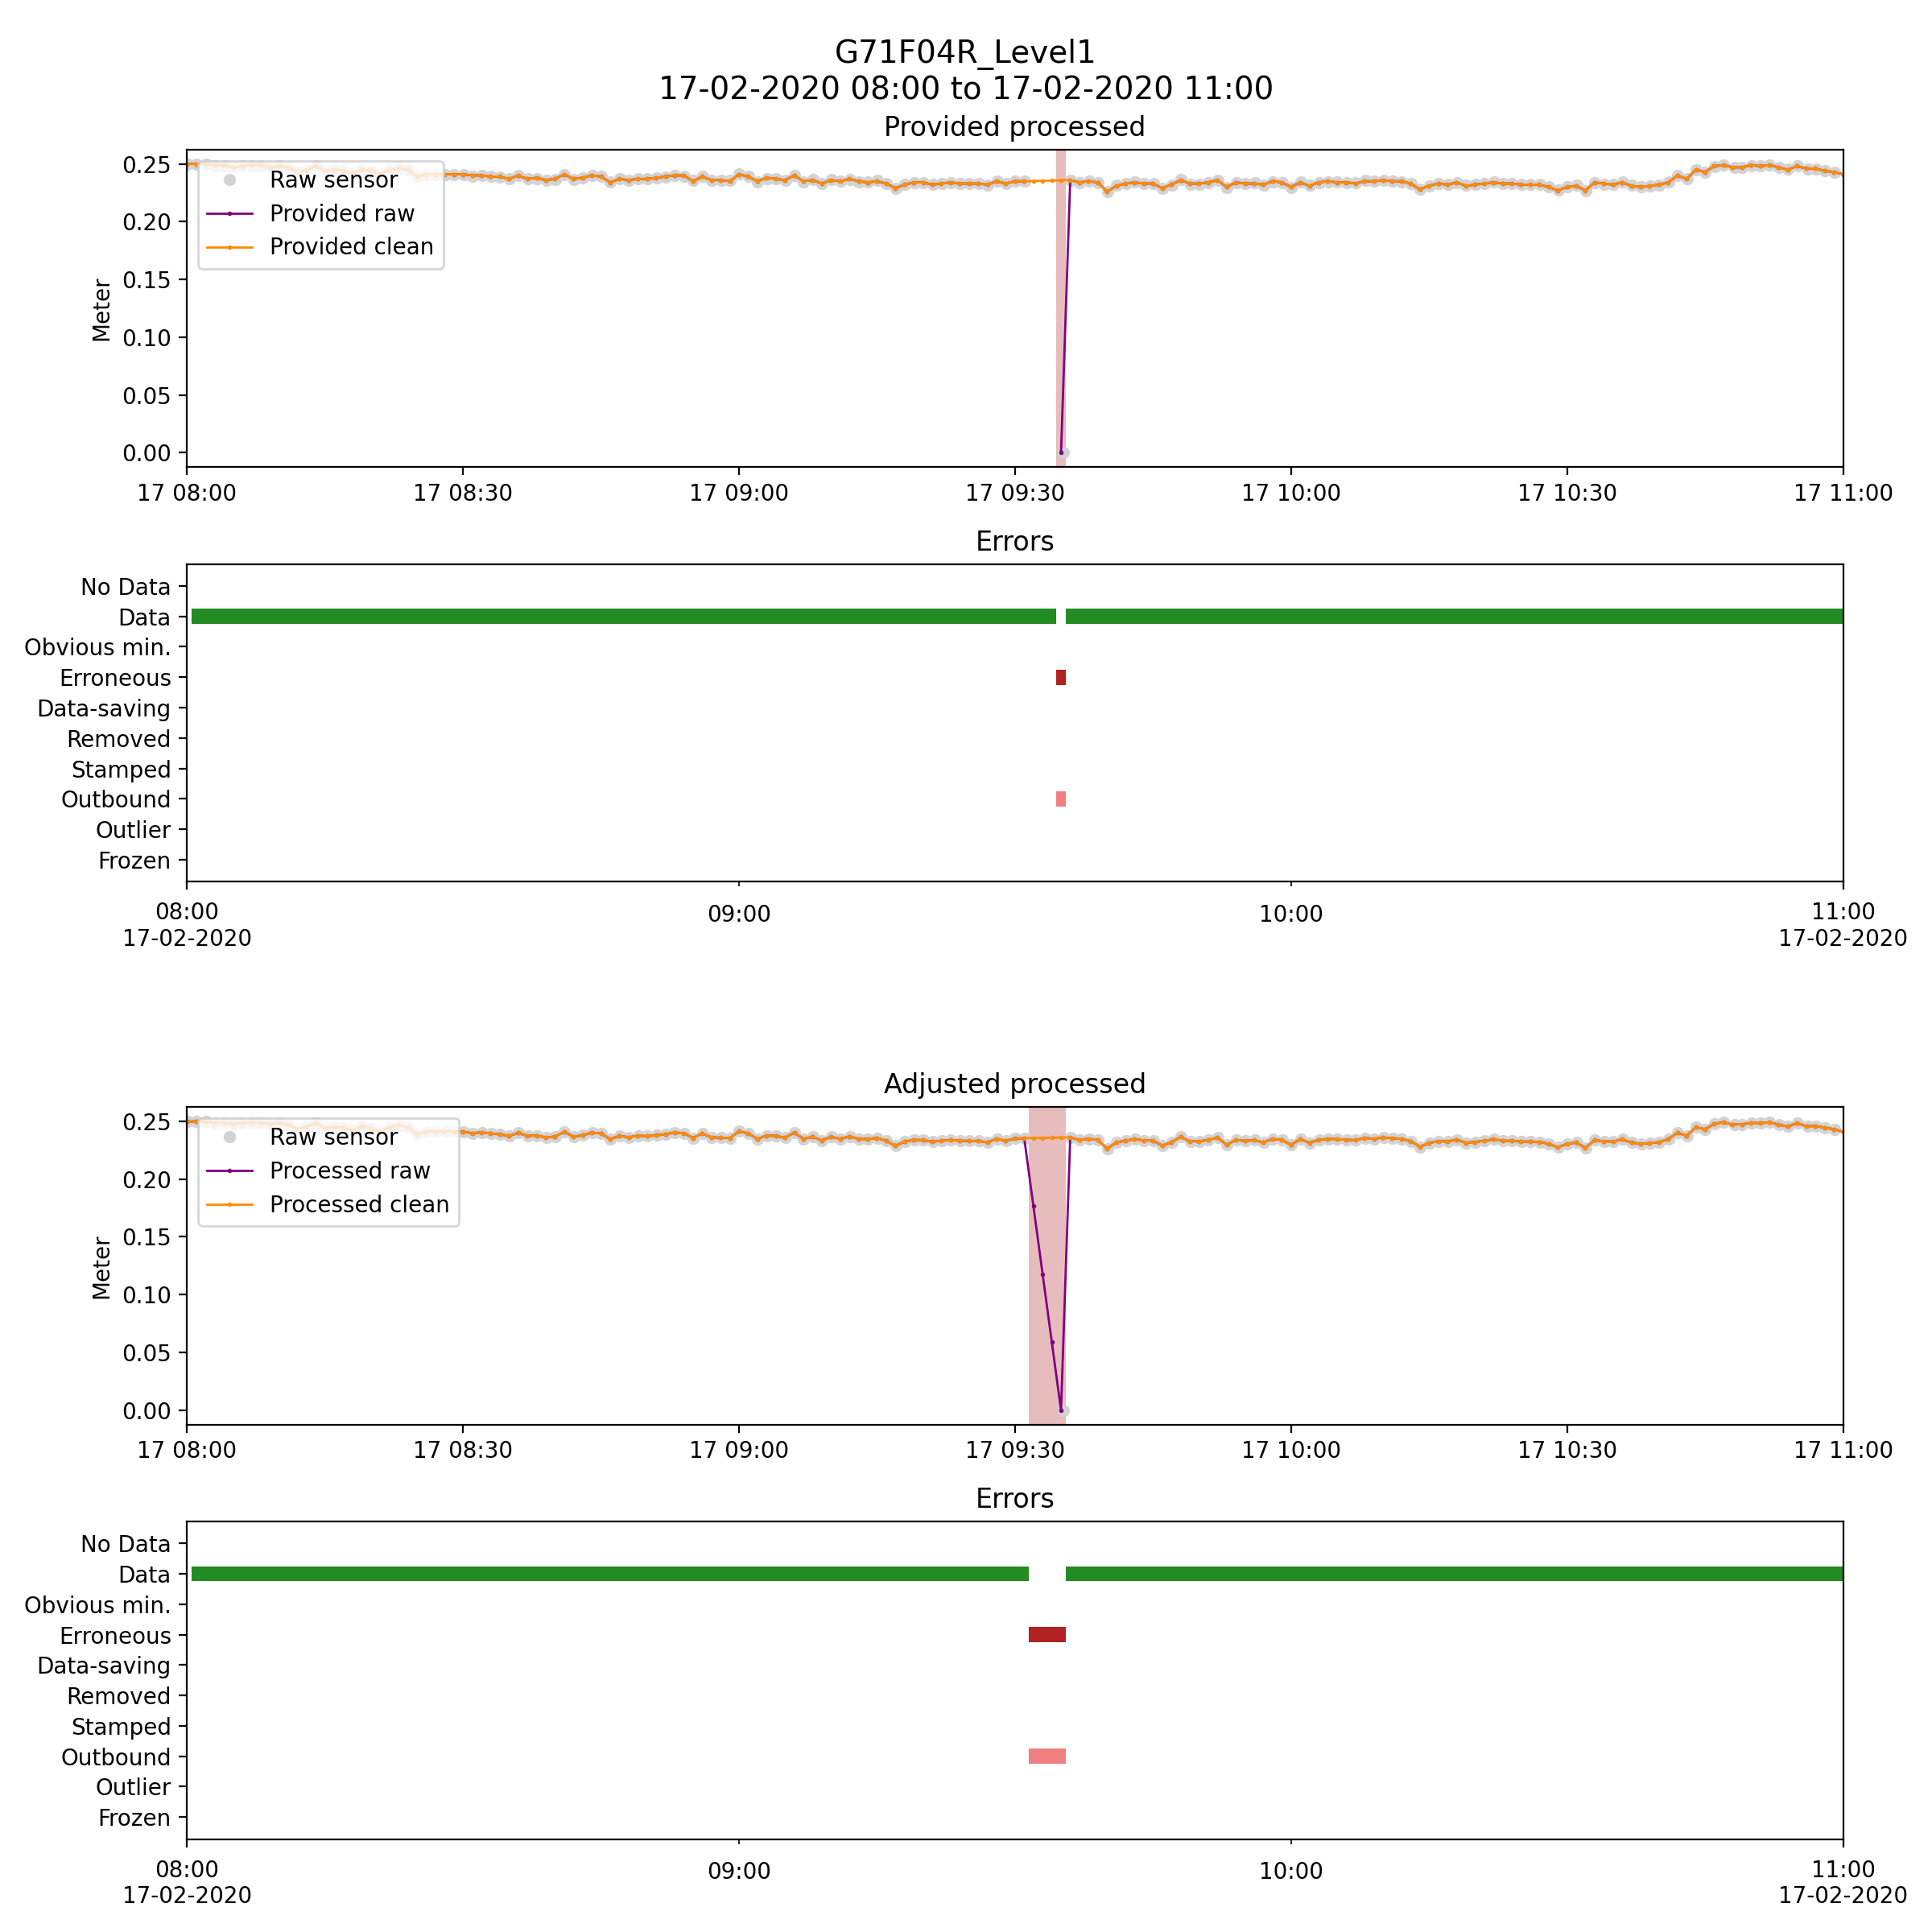 G71F04R_Level1
17-02-2020 08:00 to 17-02-2020 11:00
Provided processed
Raw sensor
Provided raw
Provided clean
Meter
0.25
0.20
0.15
0.10
0.05
0.00
17 08:00
17 08:30
17 09:00
17 09:30
17 10:00
17 10:30
17 11:00
Errors
No Data
Data
Obvious min.
Erroneous
Data-saving
Removed
Stamped
Outbound
Outlier
Frozen
08:00
17-02-2020
09:00
10:00
11:00
17-02-2020
Adjusted processed
Raw sensor
Processed raw
Processed clean
Meter
0.25
0.20
0.15
0.10
0.05
0.00
17 08:00
17 08:30
17 09:00
17 09:30
17 10:00
17 10:30
17 11:00
Errors
No Data
Data
Obvious min.
Erroneous
Data-saving
Removed
Stamped
Outbound
Outlier
Frozen
08:00
17-02-2020
09:00
10:00
11:00
17-02-2020